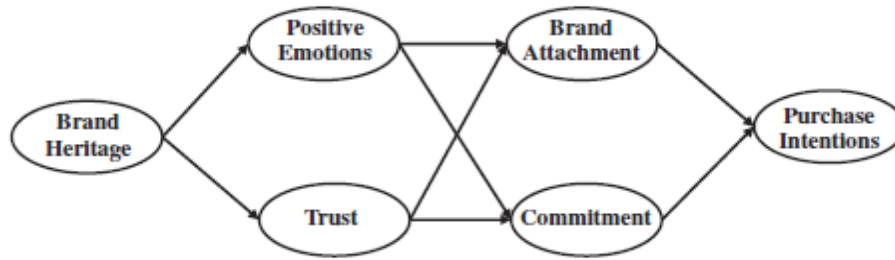 Positive
Emotions
Brand
Attachment
Brand
Heritage
Purchase
Intentions
Trust
Commitment